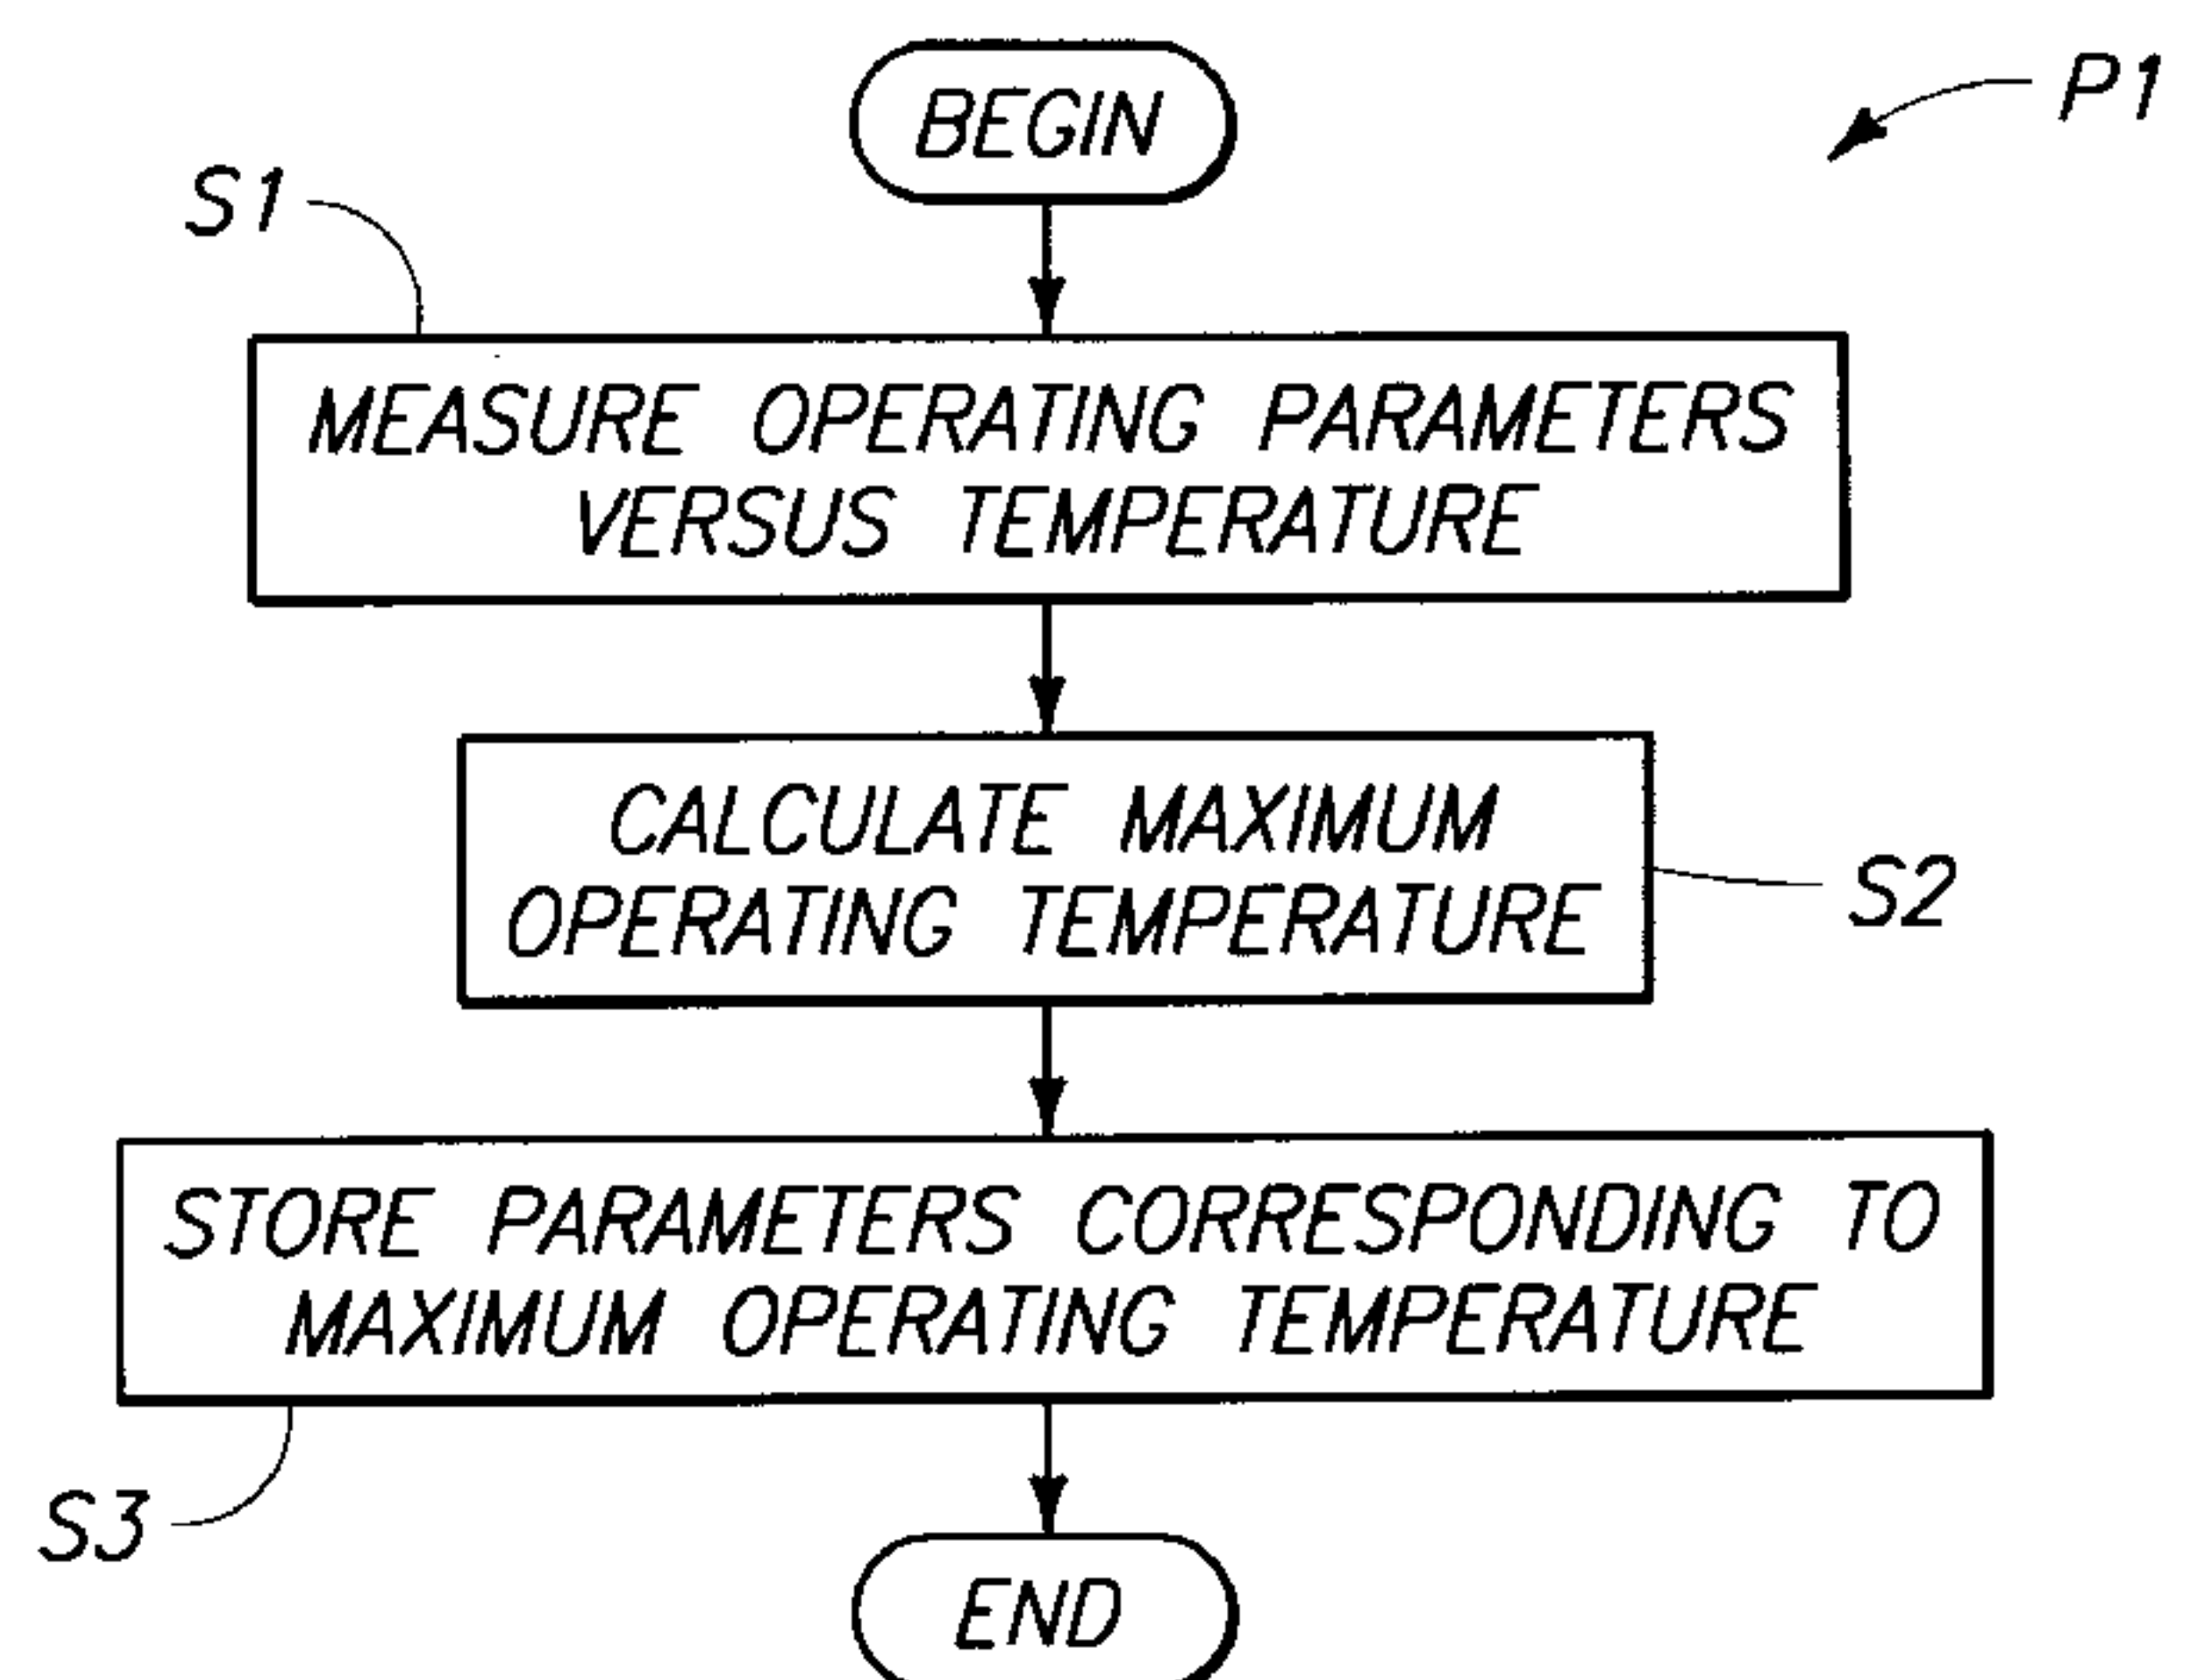 BEGIN
P1
S1
MEASURE OPERATING PARAMETERS
VERSUS TEMPERATURE
CALCULATE MAXIMUM
OPERATING TEMPERATURE
S2
STORE PARAMETERS CORRESPONDING TO
MAXIMUM OPERATING TEMPERATURE
S3
END